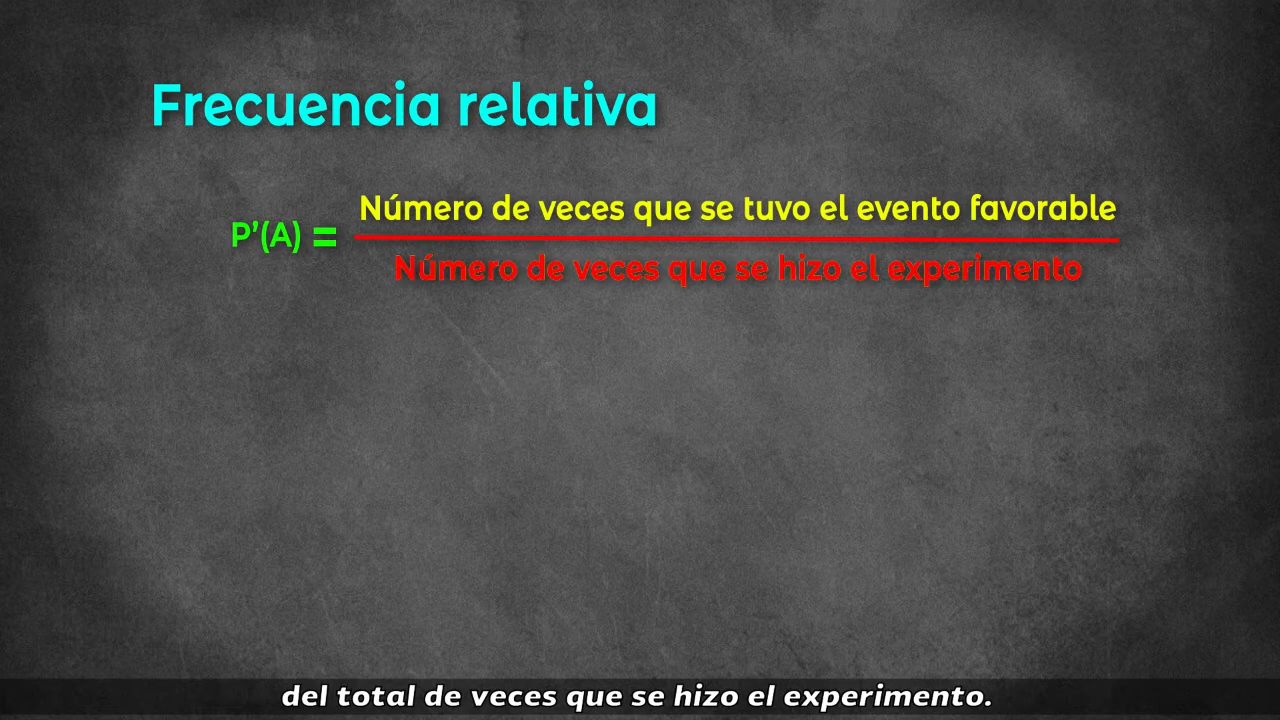 Frecuencia relativa
P'(A) = Número de veces que se tuvo el evento favorable
Número de veces que se hizo el experimento
del total de veces que se hizo el experimento.